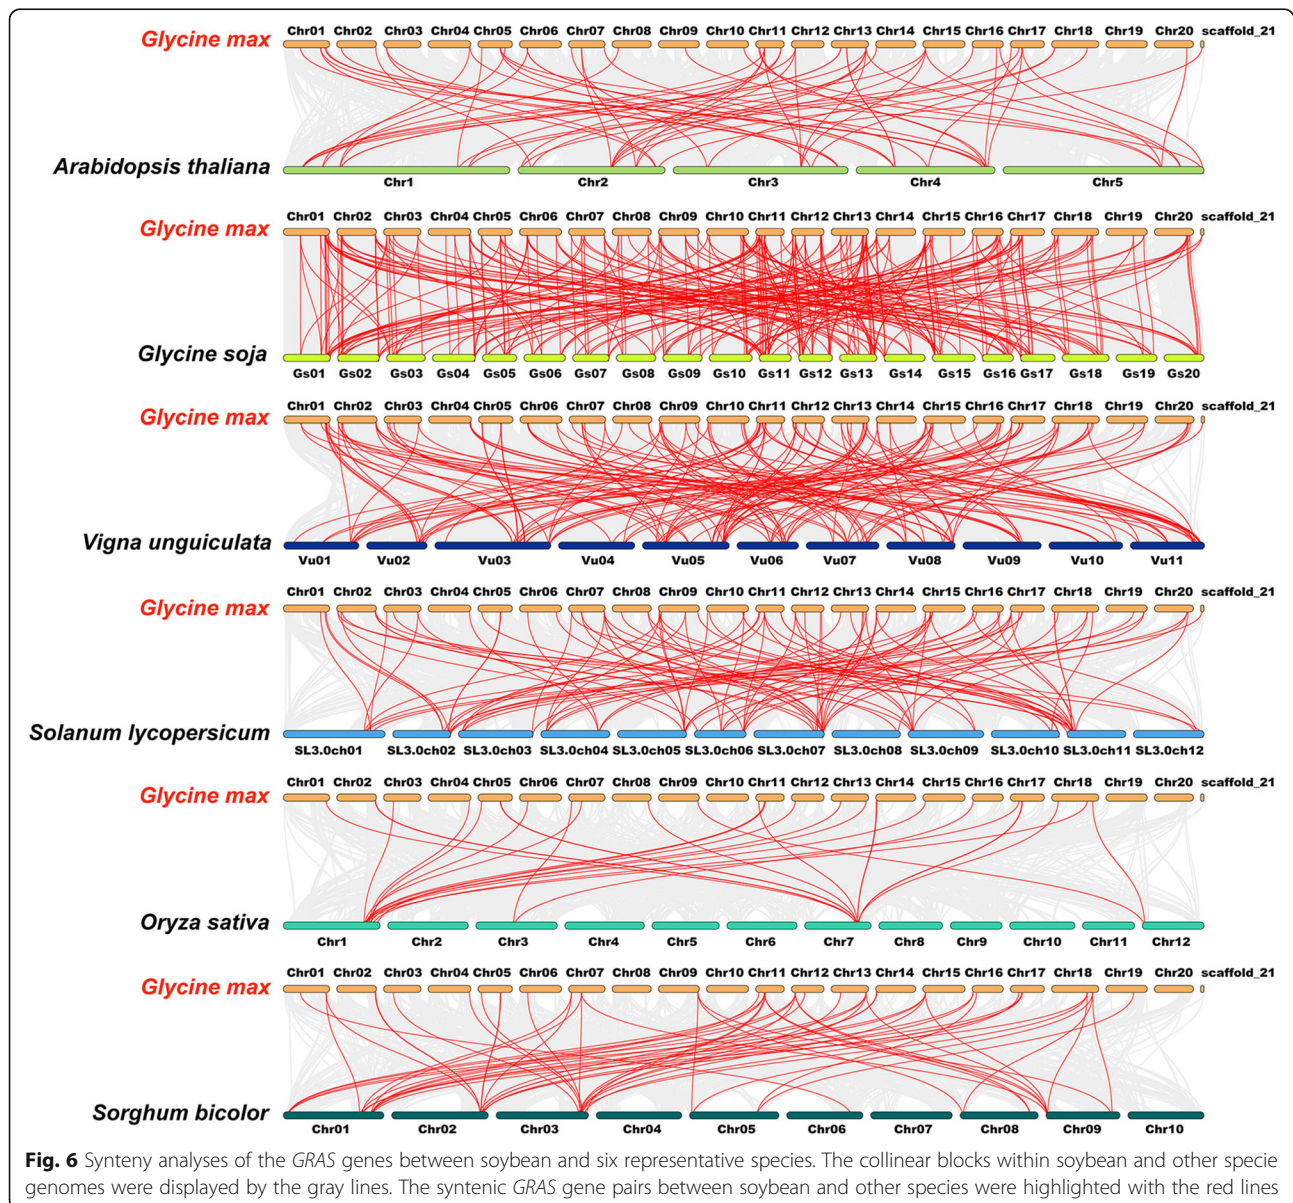 Glycine max Chr01 Chr02 Chr03 Chr04 Chr05 Chr06 Chr07 Chr08 Chr09 Chr10 Chr11 Chr12 Chr13 Chr14 Chr15 Chr16 Chr17 Chr18 Chr19 Chr20 scaffold_21
Arabidopsis thaliana
Chr1 Chr2 Chr3 Chr4 Chr5
Chr01 Chr02 Chr03 Chr04 Chr05 Chr06 Chr07 Chr08 Chr09 Chr10 Chr11 Chr12 Chr13 Chr14 Chr15 Chr16 Chr17 Chr18 Chr19 Chr20 scaffold_21
Glycine max
Glycine soja
Gs01 Gs02 Gs03 Gs04 Gs05 Gs06 Gs07 Gs08 Gs09 Gs10 Gs11 Gs12 Gs13 Gs14 Gs15 Gs16 Gs17 Gs18 Gs19 Gs20
Chr01 Chr02 Chr03 Chr04 Chr05 Chr06 Chr07 Chr08 Chr09 Chr10 Chr11 Chr12 Chr13 Chr14 Chr15 Chr16 Chr17 Chr18 Chr19 Chr20 scaffold_21
Glycine max
Vigna unguiculata
Vu01 Vu02 Vu03 Vu04 Vu05 Vu06 Vu07 Vu08 Vu09 Vu10 Vu11
Chr01 Chr02 Chr03 Chr04 Chr05 Chr06 Chr07 Chr08 Chr09 Chr10 Chr11 Chr12 Chr13 Chr14 Chr15 Chr16 Chr17 Chr18 Chr19 Chr20 scaffold_21
Glycine max
Solanum lycopersicum
SL3.0ch01 SL3.0ch02 SL3.0ch03 SL3.0ch04 SL3.0ch05 SL3.0ch06 SL3.0ch07 SL3.0ch08 SL3.0ch09 SL3.0ch10 SL3.0ch11 SL3.0ch12
Chr01 Chr02 Chr03 Chr04 Chr05 Chr06 Chr07 Chr08 Chr09 Chr10 Chr11 Chr12 Chr13 Chr14 Chr15 Chr16 Chr17 Chr18 Chr19 Chr20 scaffold_21
Glycine max
Oryza sativa
Chr1 Chr2 Chr3 Chr4 Chr5 Chr6 Chr7 Chr8 Chr9 Chr10 Chr11 Chr12
Chr01 Chr02 Chr03 Chr04 Chr05 Chr06 Chr07 Chr08 Chr09 Chr10 Chr11 Chr12 Chr13 Chr14 Chr15 Chr16 Chr17 Chr18 Chr19 Chr20 scaffold_21
Glycine max
Sorghum bicolor
Chr01 Chr02 Chr03 Chr04 Chr05 Chr06 Chr07 Chr08 Chr09 Chr10
Fig. 6 Synteny analyses of the GRAS genes between soybean and six representative species. The collinear blocks within soybean and other specie
genomes were displayed by the gray lines. The syntenic GRAS gene pairs between soybean and other species were highlighted with the red lines